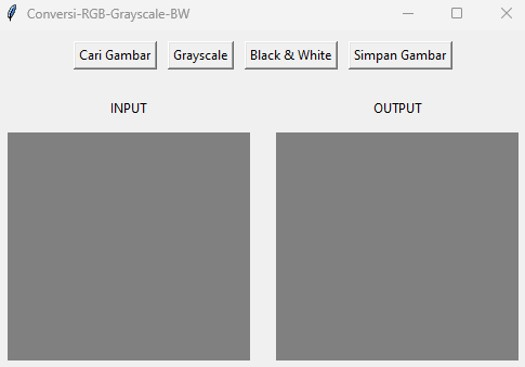 Conversi-RGB-Grayscale-BW
Cari Gambar Grayscale Black & White Simpan Gambar
INPUT OUTPUT